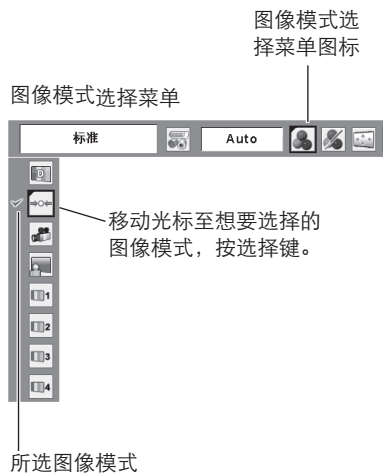 图像模式选
择菜单图标
图像模式选择菜单
标准 Auto
D
移动光标至想要选择的
图像模式，按选择键。
1
2
3
4
所选图像模式